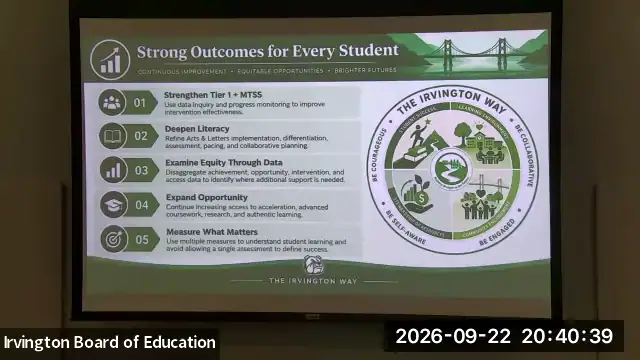 Strong Outcomes for Every Student
CONTINUOUS IMPROVEMENT • EQUITABLE OPPORTUNITIES • BRIGHTER FUTURES
01
Strengthen Tier 1 + MTSS
Use data inquiry and progress monitoring to improve
intervention effectiveness.
02
Deepen Literacy
Refine Acts & Letters implementation, differentiation,
assessment, pacing, and collaborative planning.
03
Examine Equity Through Data
Disaggregate achievement, opportunity, intervention, and
access data to identify where additional support is needed.
04
Expand Opportunity
Continue increasing access to acceleration, advanced
coursework, research, and authentic learning.
05
Measure What Matters
Use multiple measures to understand student learning and
avoid allowing a single assessment to define success.
• THE IRVINGTON WAY •
BE COURAGEOUS
BE COLLABORATIVE
BE SELF-AWARE
BE ENGAGED
STUDENT SUCCESS
LEARNING ENVIRONMENT
THE IRVINGTON WAY
Irvington Board of Education
2026-09-22 20:40:39